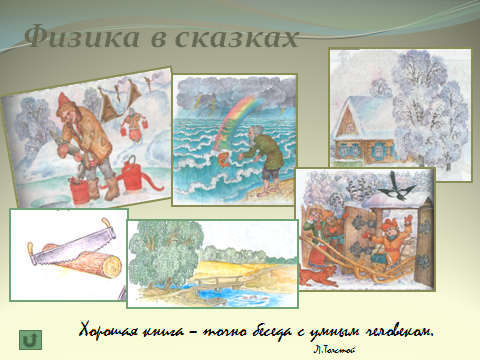 Физика в сказках
Хорошая книга – точно беседа с умным человеком.
Л.Толстой